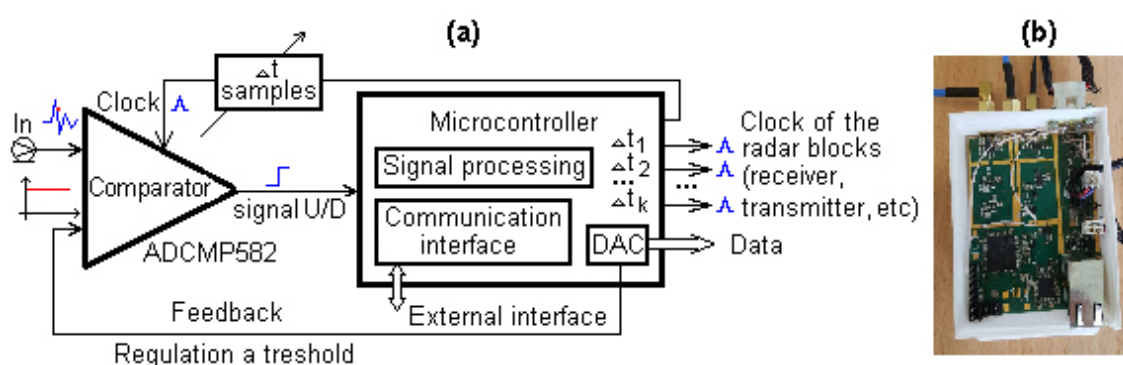 (a)
(b)
Δt
samples
Clock
In
Comparator
ADCMP582
signal U/D
Microcontroller
Signal processing
Communication
interface
Δt1
Δt2
...
Δtk
DAC
Clock of the
radar blocks
(receiver,
...
transmitter, etc)
Data
External interface
Feedback
Regulation a treshold